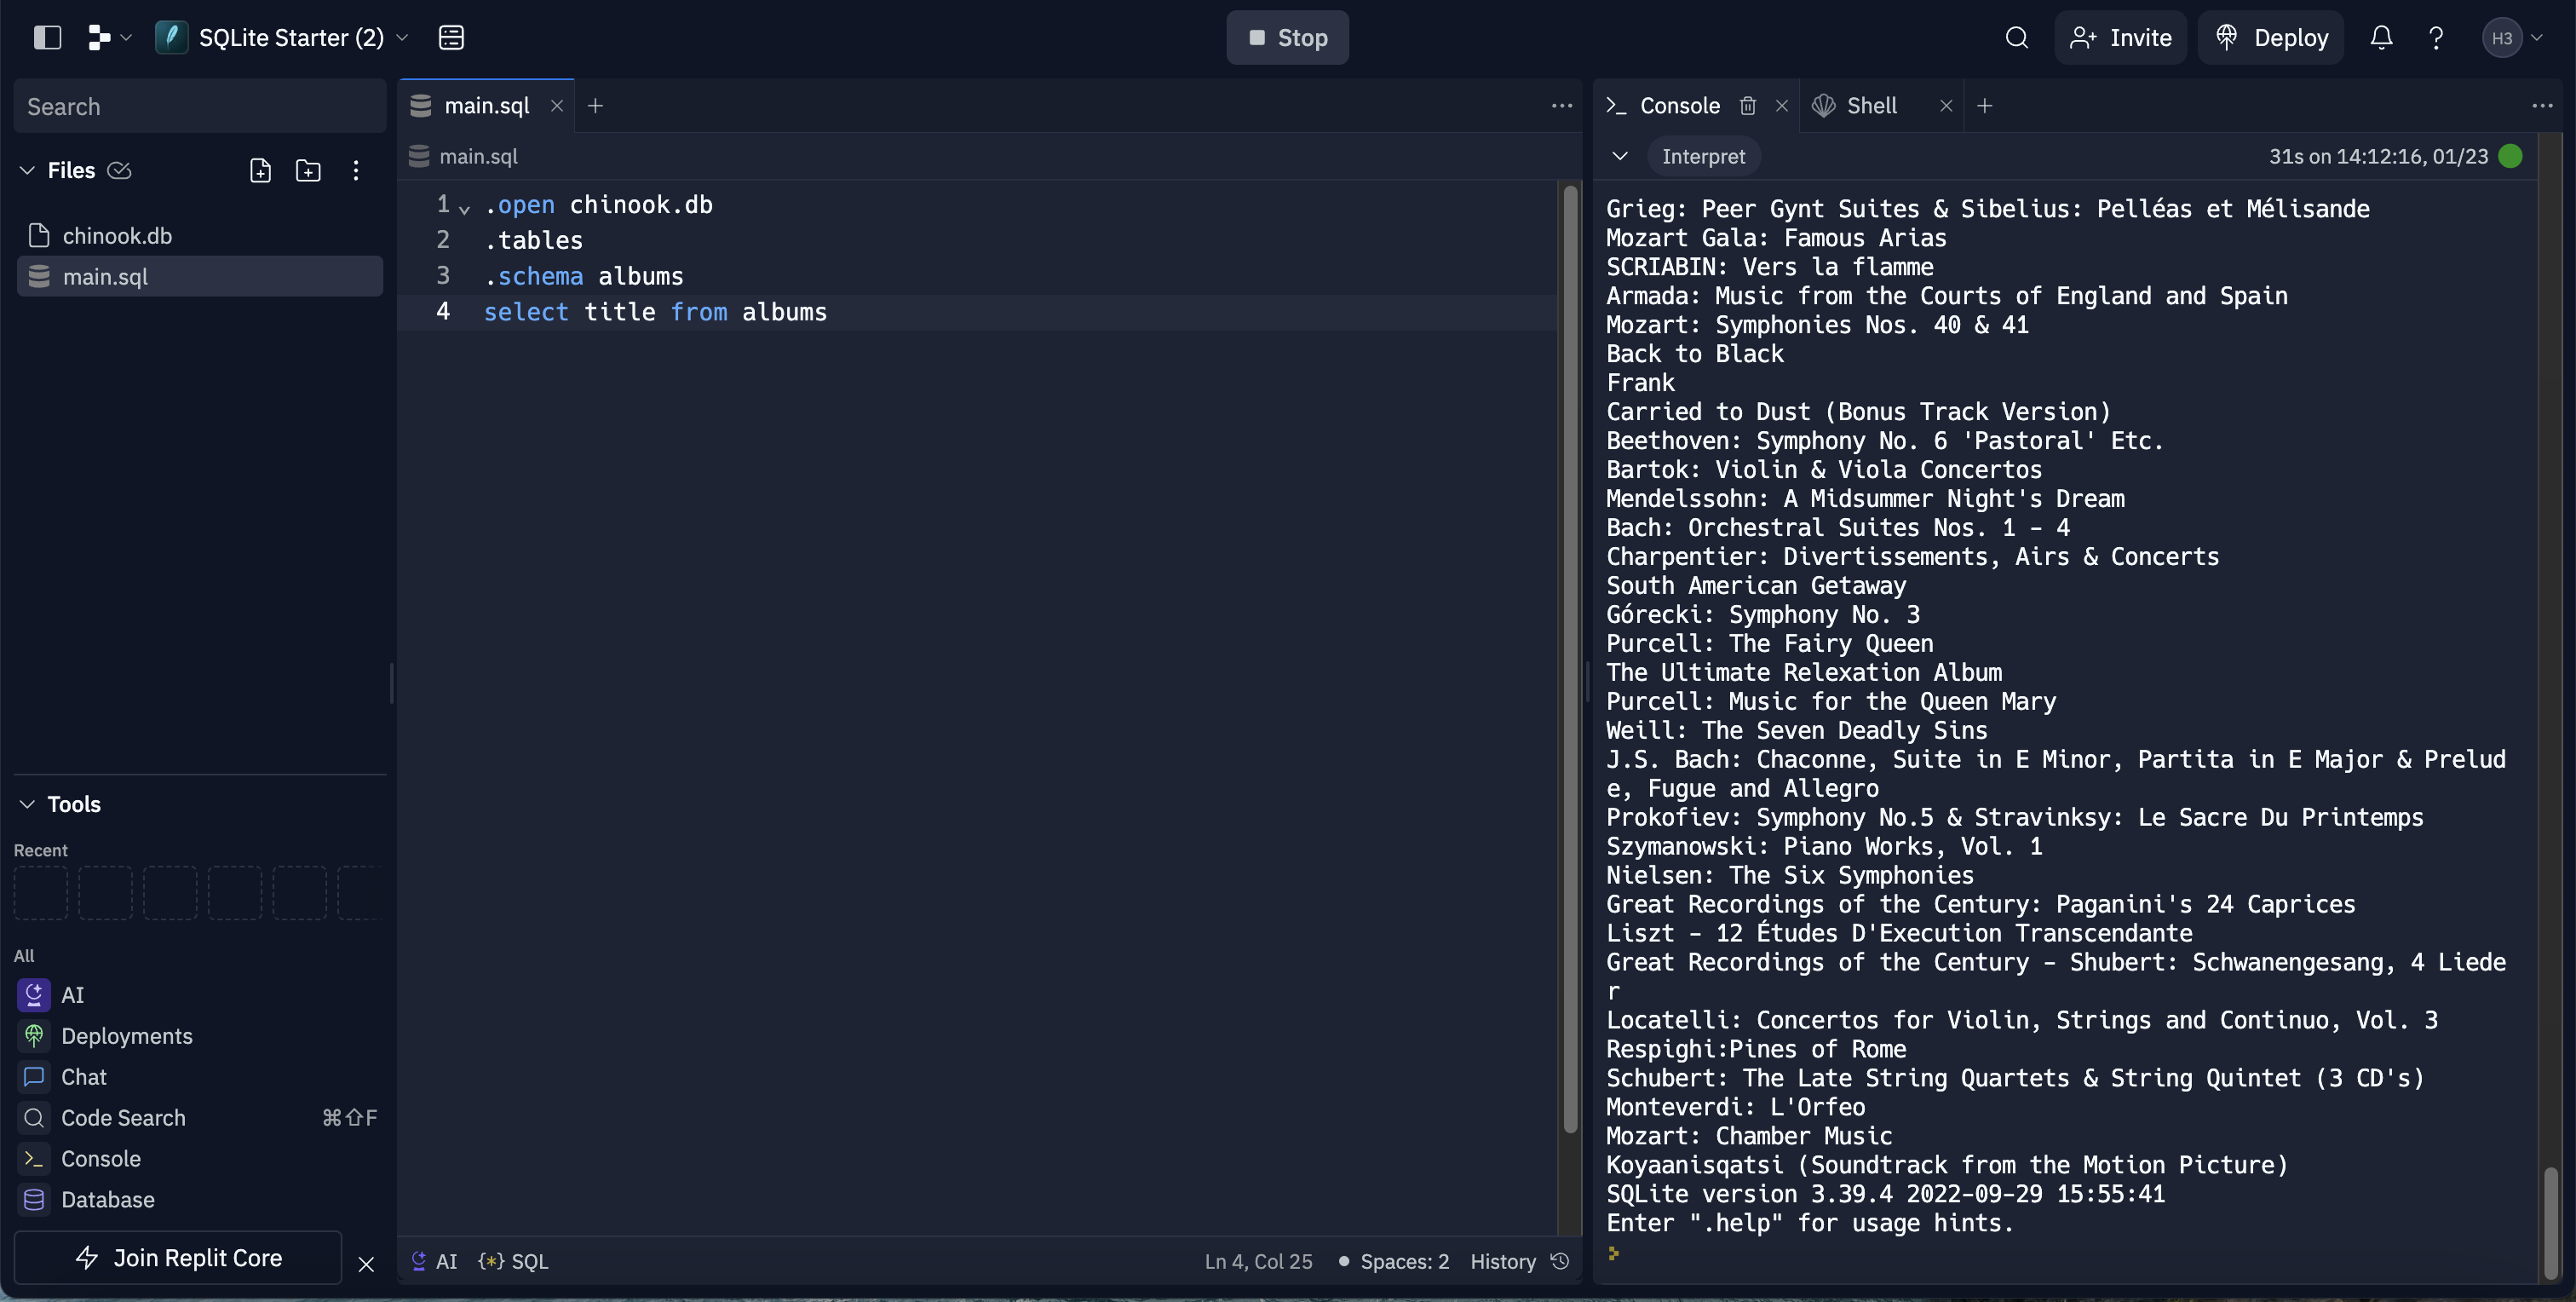 SQLite Starter (2)
Stop
Invite
Deploy
H3
Search
Files
chinook.db
main.sql
Tools
Recent
All
AI
Deployments
Chat
Code Search ⌘⇧F
Console
Database
Join Replit Core
main.sql
main.sql
1 .open chinook.db
2 .tables
3 .schema albums
4 select title from albums
AI {*} SQL Ln 4, Col 25 Spaces: 2 History
Console Shell
Interpret 31s on 14:12:16, 01/23
Grieg: Peer Gynt Suites & Sibelius: Pelléas et Mélisande
Mozart Gala: Famous Arias
SCRIABIN: Vers la flamme
Armada: Music from the Courts of England and Spain
Mozart: Symphonies Nos. 40 & 41
Back to Black
Frank
Carried to Dust (Bonus Track Version)
Beethoven: Symphony No. 6 'Pastoral' Etc.
Bartok: Violin & Viola Concertos
Mendelssohn: A Midsummer Night's Dream
Bach: Orchestral Suites Nos. 1 - 4
Charpentier: Divertissements, Airs & Concerts
South American Getaway
Górecki: Symphony No. 3
Purcell: The Fairy Queen
The Ultimate Relexation Album
Purcell: Music for the Queen Mary
Weill: The Seven Deadly Sins
J.S. Bach: Chaconne, Suite in E Minor, Partita in E Major & Prelud
e, Fugue and Allegro
Prokofiev: Symphony No.5 & Stravinksy: Le Sacre Du Printemps
Szymanowski: Piano Works, Vol. 1
Nielsen: The Six Symphonies
Great Recordings of the Century: Paganini's 24 Caprices
Liszt - 12 Études D'Execution Transcendante
Great Recordings of the Century - Shubert: Schwanengesang, 4 Liede
r
Locatelli: Concertos for Violin, Strings and Continuo, Vol. 3
Respighi:Pines of Rome
Schubert: The Late String Quartets & String Quintet (3 CD's)
Monteverdi: L'Orfeo
Mozart: Chamber Music
Koyaanisqatsi (Soundtrack from the Motion Picture)
SQLite version 3.39.4 2022-09-29 15:55:41
Enter ".help" for usage hints.